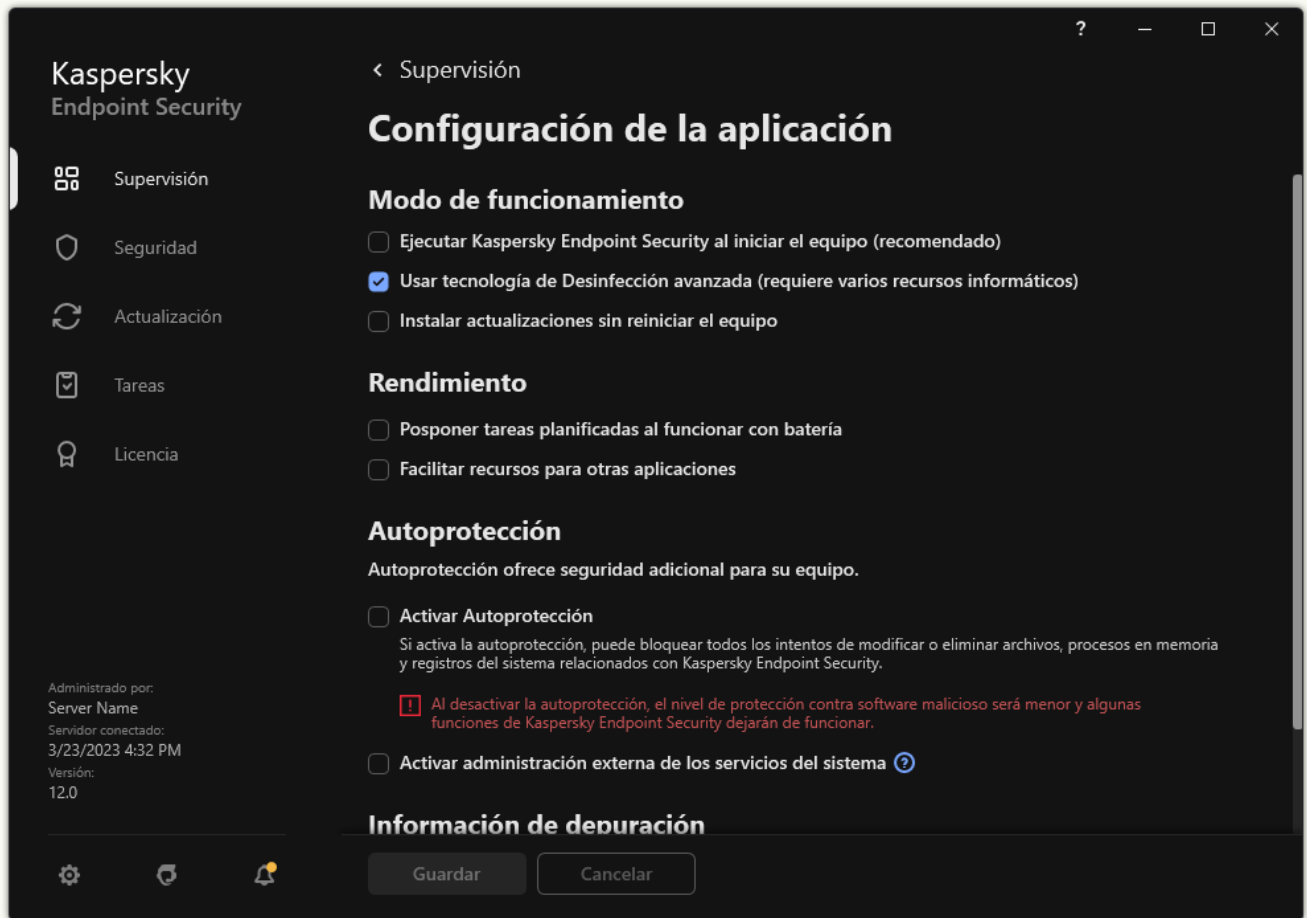 Kaspersky
Endpoint Security
Supervisión
Seguridad
Actualización
Tareas
Licencia
Administrado por:
Server Name
Servidor conectado:
3/23/2023 4:32 PM
Versión:
12.0
?
Supervisión
Configuración de la aplicación
Modo de funcionamiento
Ejecutar Kaspersky Endpoint Security al iniciar el equipo (recomendado)
Usar tecnología de Desinfección avanzada (requiere varios recursos informáticos)
Instalar actualizaciones sin reiniciar el equipo
Rendimiento
Posponer tareas planificadas al funcionar con batería
Facilitar recursos para otras aplicaciones
Autoprotección
Autoprotección ofrece seguridad adicional para su equipo.
Activar Autoprotección
Si activa la autoprotección, puede bloquear todos los intentos de modificar o eliminar archivos, procesos en memoria
y registros del sistema relacionados con Kaspersky Endpoint Security.
! Al desactivar la autoprotección, el nivel de protección contra software malicioso será menor y algunas
funciones de Kaspersky Endpoint Security dejarán de funcionar.
Activar administración externa de los servicios del sistema ?
Información de depuración
Guardar
Cancelar